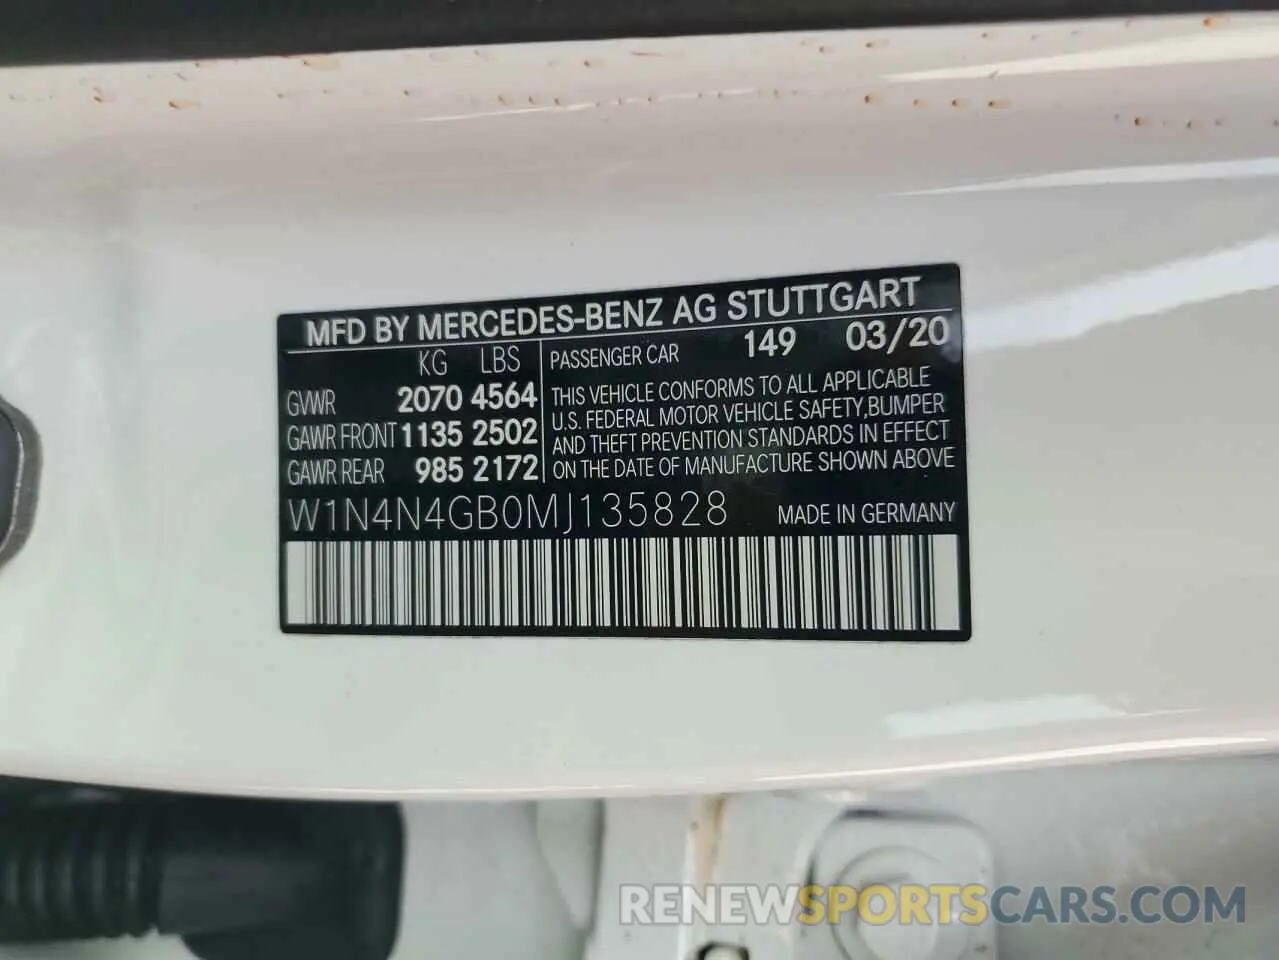 MFD BY MERCEDES-BENZ AG STUTTGART
KG LBS
PASSENGER CAR 149 03/20
GVWR 2070 4564
GAWR FRONT 1135 2502
GAWR REAR 985 2172
THIS VEHICLE CONFORMS TO ALL APPLICABLE
U.S. FEDERAL MOTOR VEHICLE SAFETY,BUMPER
AND THEFT PREVENTION STANDARDS IN EFFECT
ON THE DATE OF MANUFACTURE SHOWN ABOVE
W1N4N4GB0MJ135828 MADE IN GERMANY
RENEWSPORTSCARS.COM